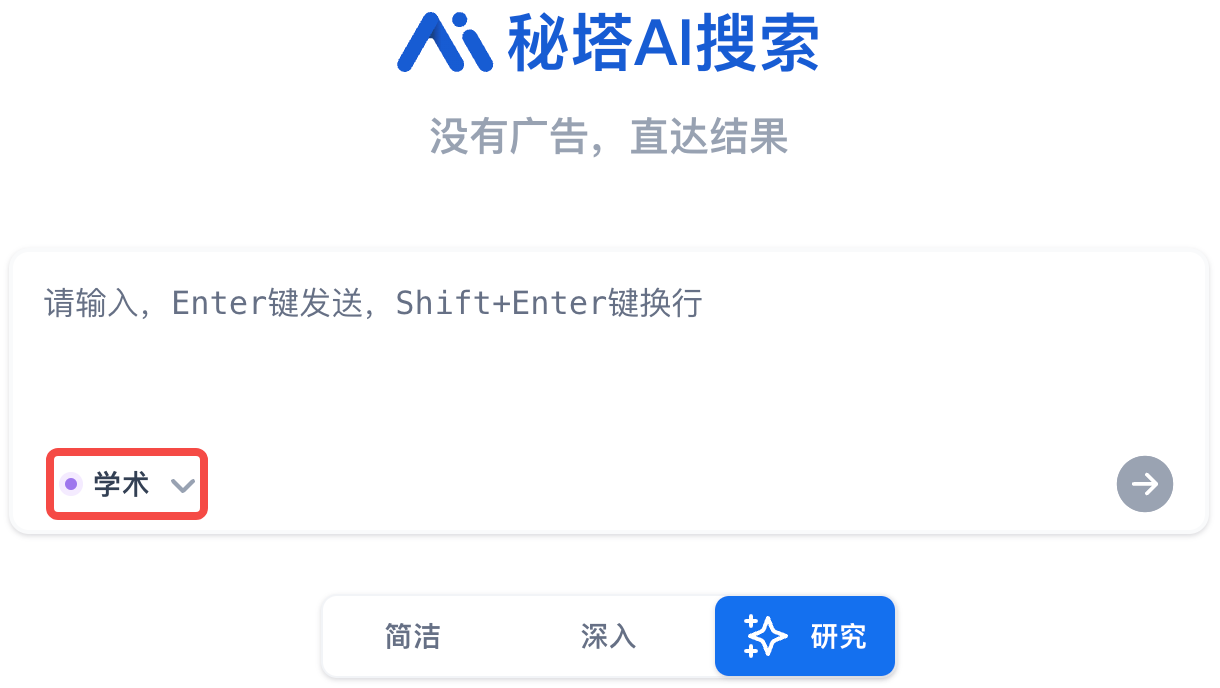 秘塔AI搜索
没有广告，直达结果
请输入，Enter键发送，Shift+Enter键换行
学术
简洁 深入 研究